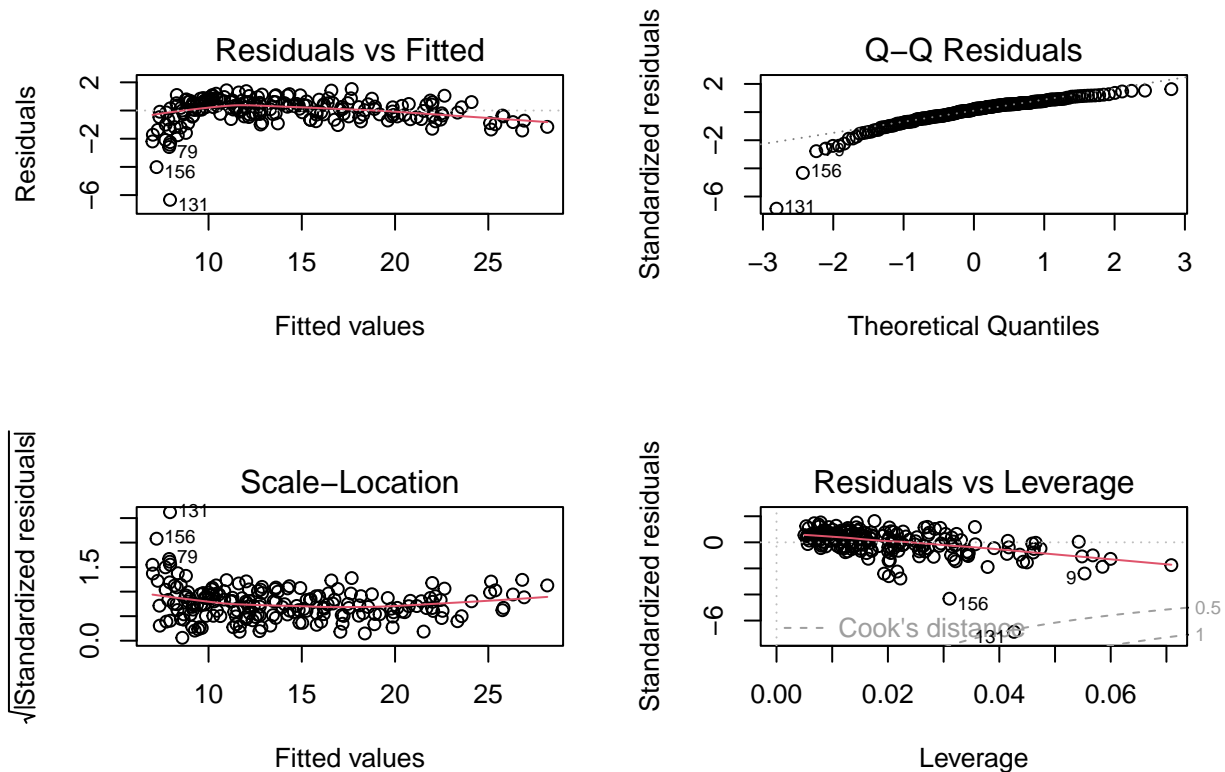 Residuals vs Fitted
Residuals
2
−2
−6
79
156
131
10 15 20 25
Fitted values
Q−Q Residuals
Standardized residuals
2
−2
−6
156
131
−3 −2 −1 0 1 2 3
Theoretical Quantiles
Scale−Location
√|Standardized residuals|
1.5
0.0
131
156
79
10 15 20 25
Fitted values
Residuals vs Leverage
Standardized residuals
0
−6
9
156
131
Cook's distance
0.5
1
0.00 0.02 0.04 0.06
Leverage